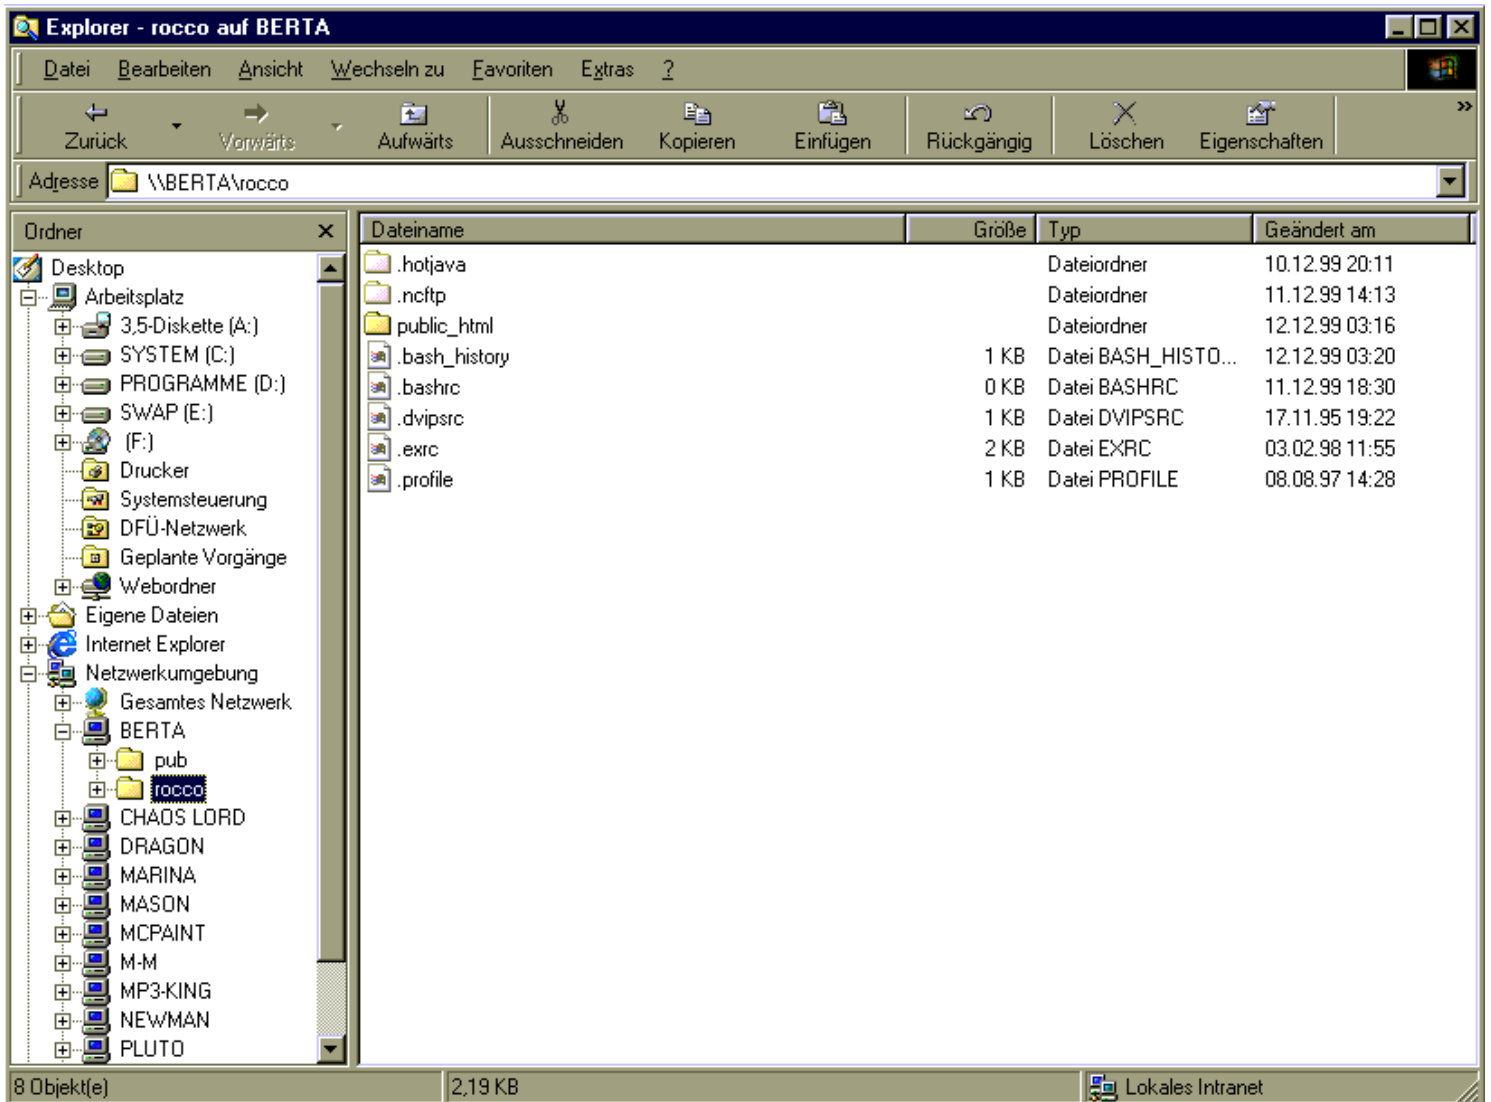 Explorer - rocco auf BERTA
Datei Bearbeiten Ansicht Wechseln zu Favoriten Extras ?
Zurück Vorwärts Aufwärts Ausschneiden Kopieren Einfügen Rückgängig Löschen Eigenschaften »
Adresse \\BERTA\rocco
Ordner
Desktop
Arbeitsplatz
3,5-Diskette (A:)
SYSTEM (C:)
PROGRAMME (D:)
SWAP (E:)
(F:)
Drucker
Systemsteuerung
DFÜ-Netzwerk
Geplante Vorgänge
Webordner
Eigene Dateien
Internet Explorer
Netzwerkumgebung
Gesamtes Netzwerk
BERTA
pub
rocco
CHAOS LORD
DRAGON
MARINA
MASON
MCPAINT
M-M
MP3-KING
NEWMAN
PLUTO
Dateiname Größe Typ Geändert am
.hotjava Dateiordner 10.12.99 20:11
.ncftp Dateiordner 11.12.99 14:13
public_html Dateiordner 12.12.99 03:16
.bash_history 1 KB Datei BASH_HISTO... 12.12.99 03:20
.bashrc 0 KB Datei BASHRC 11.12.99 18:30
.dvipsrc 1 KB Datei DVIPSRC 17.11.95 19:22
.exrc 2 KB Datei EXRC 03.02.98 11:55
.profile 1 KB Datei PROFILE 08.08.97 14:28
8 Objekt(e) 2,19 KB Lokales Intranet